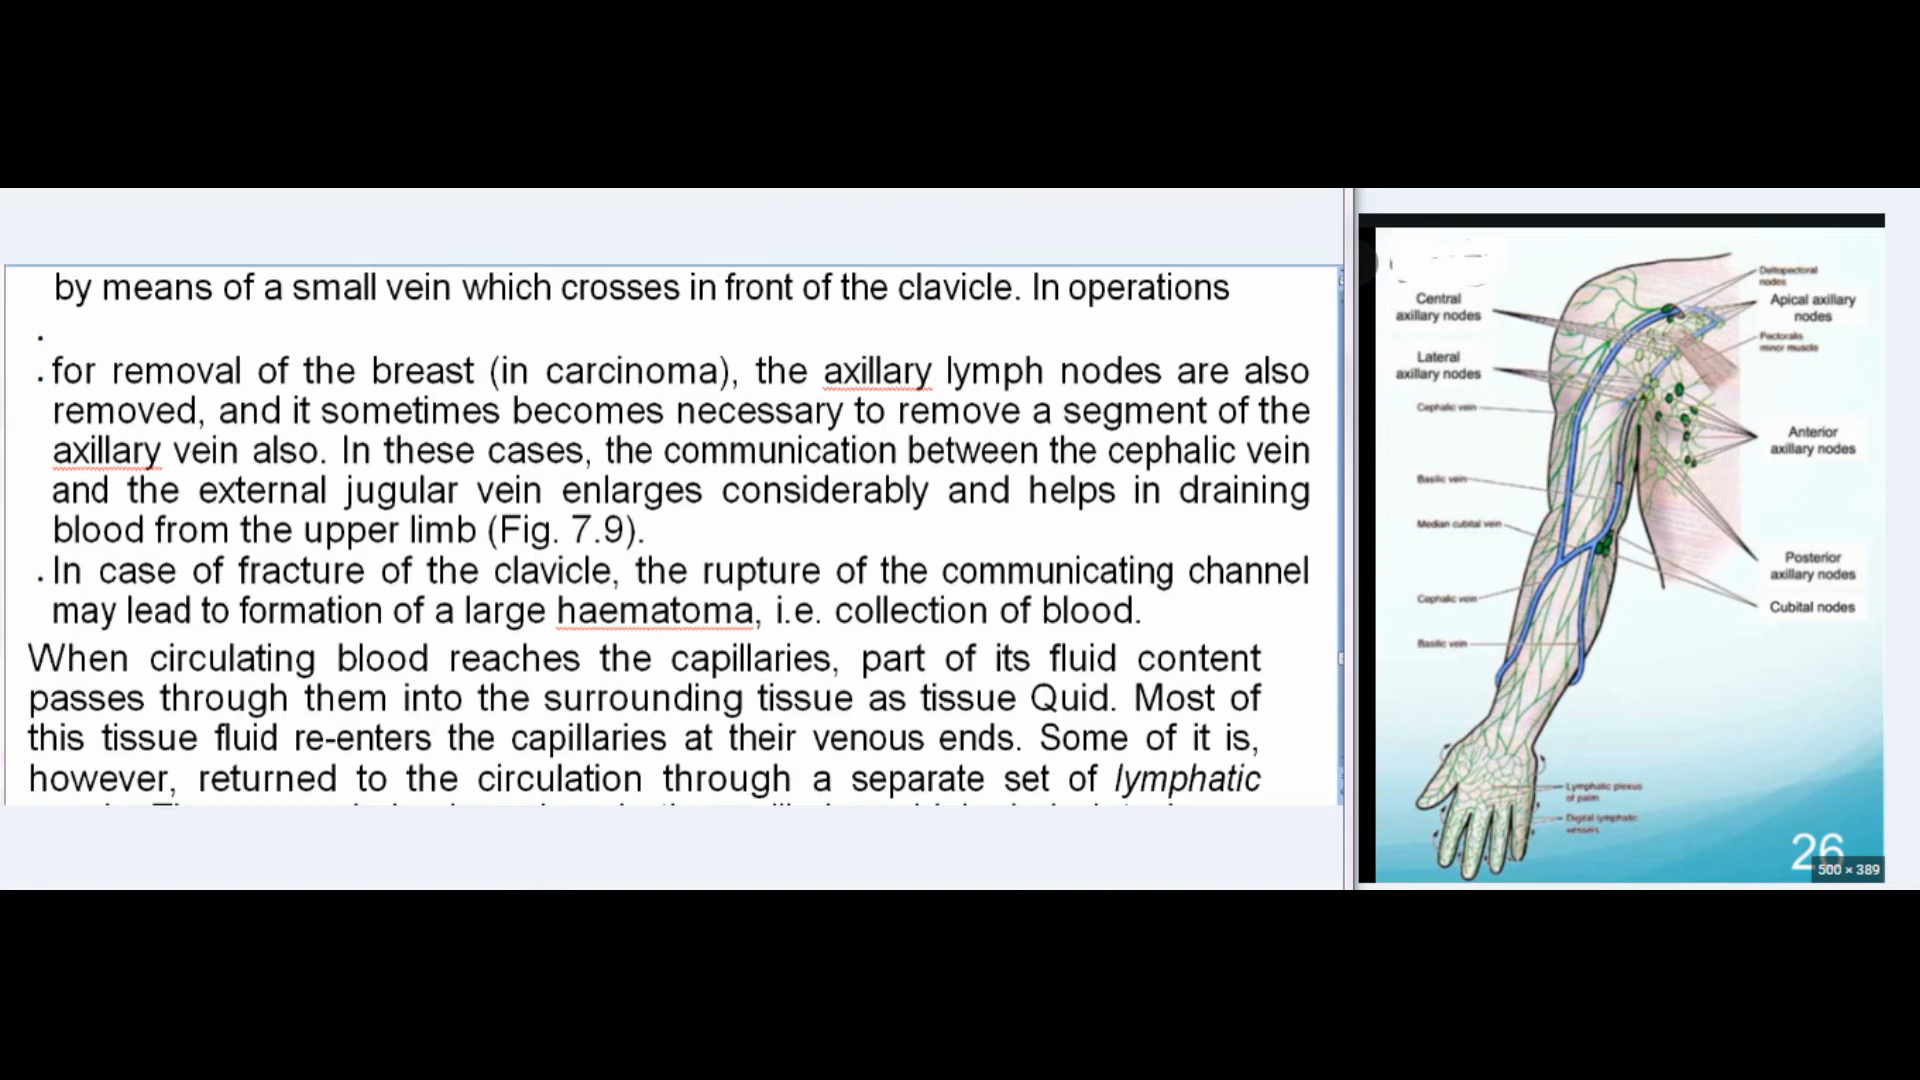 by means of a small vein which crosses in front of the clavicle. In operations
for removal of the breast (in carcinoma), the axillary lymph nodes are also
removed, and it sometimes becomes necessary to remove a segment of the
axillary vein also. In these cases, the communication between the cephalic vein
and the external jugular vein enlarges considerably and helps in draining
blood from the upper limb (Fig. 7.9).
In case of fracture of the clavicle, the rupture of the communicating channel
may lead to formation of a large haematoma, i.e. collection of blood.
When circulating blood reaches the capillaries, part of its fluid content
passes through them into the surrounding tissue as tissue Quid. Most of
this tissue fluid re-enters the capillaries at their venous ends. Some of it is,
however, returned to the circulation through a separate set of lymphatic
Deltopectoral
nodes
Central
axillary nodes
Apical axillary
nodes
Pectoralis
minor muscle
Lateral
axillary nodes
Cephalic vein
Anterior
axillary nodes
Basilic vein
Median cubital vein
Posterior
axillary nodes
Cephalic vein
Cubital nodes
Basilic vein
Lymphatic plexus
of palm
Digital lymphatic
vessels
26
500 × 389